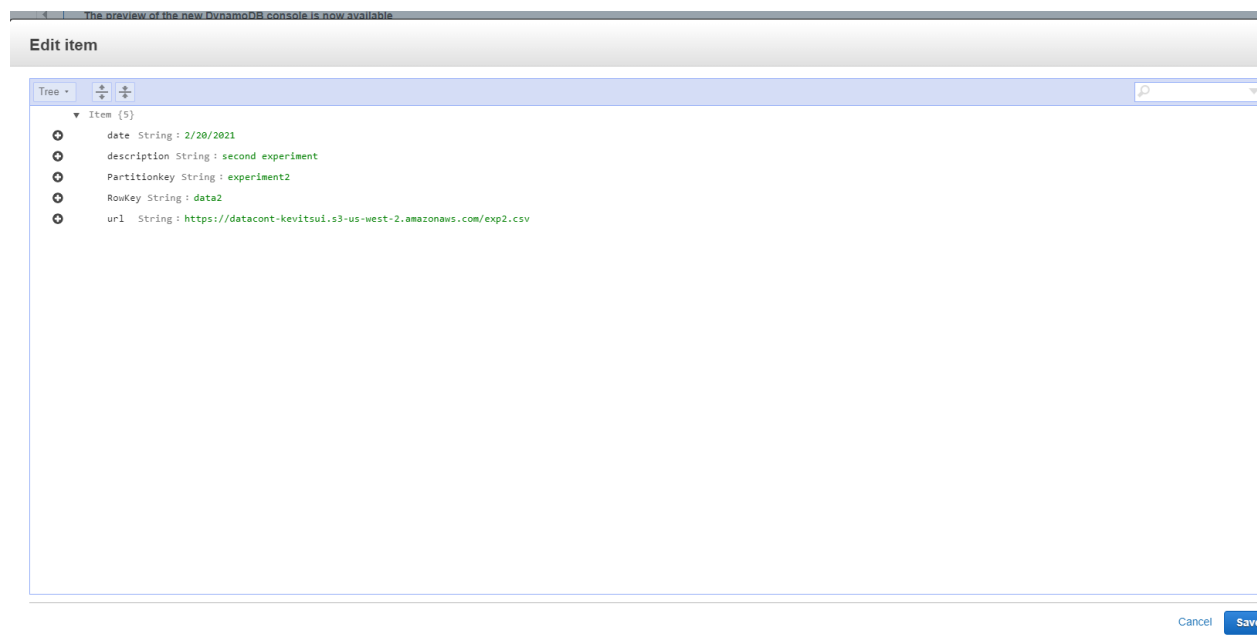 The preview of the new DynamoDB console is now available
Edit item
Tree
Item {5}
date String : 2/20/2021
description String : second experiment
Partitionkey String : experiment2
RowKey String : data2
url String : https://datacont-kevitsui.s3-us-west-2.amazonaws.com/exp2.csv
Cancel Save